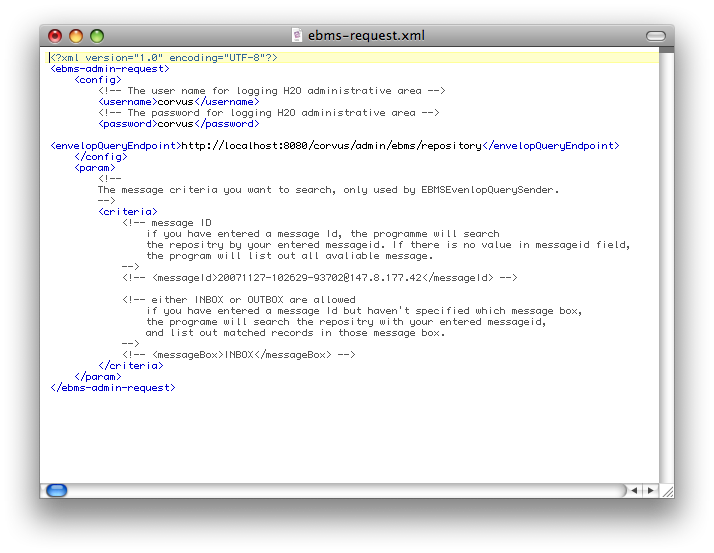 ebms-request.xml
<?xml version="1.0" encoding="UTF-8"?>
<ebms-admin-request>
<config>
<!-- The user name for logging H2O administrative area -->
<username>corvus</username>
<!-- The password for logging H2O administrative area -->
<password>corvus</password>
<envelopQueryEndpoint>http://localhost:8080/corvus/admin/ebms/repository</envelopQueryEndpoint>
</config>
<param>
<!--
The message criteria you want to search, only used by EBMSEvenlopQuerySender.
-->
<criteria>
<!-- message ID
if you have entered a message Id, the programme will search
the repositry by your entered messageid. If there is no value in messageid field,
the program will list out all avaliable message.
-->
<!-- <messageId>20071127-102629-93702@147.8.177.42</messageId> -->
<!-- either INBOX or OUTBOX are allowed
if you have entered a message Id but haven't specified which message box,
the programe will search the repositry with your entered messageid,
and list out matched records in those message box.
-->
<!-- <messageBox>INBOX</messageBox> -->
</criteria>
</param>
</ebms-admin-request>